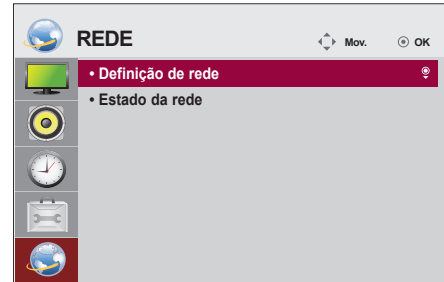 REDE
Mov. OK
• Definição de rede
• Estado da rede